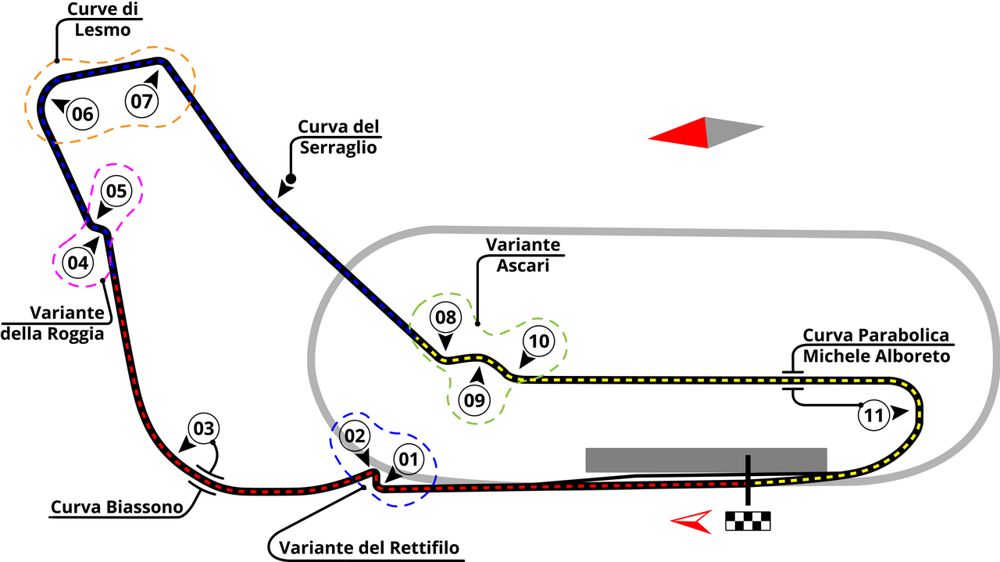 Curve di
Lesmo
07
06
Curva del
Serraglio
05
04
Variante
Ascari
Variante
della Roggia
08
10
09
Curva Parabolica
Michele Alboreto
11
03
02
01
Curva Biassono
Variante del Rettifilo